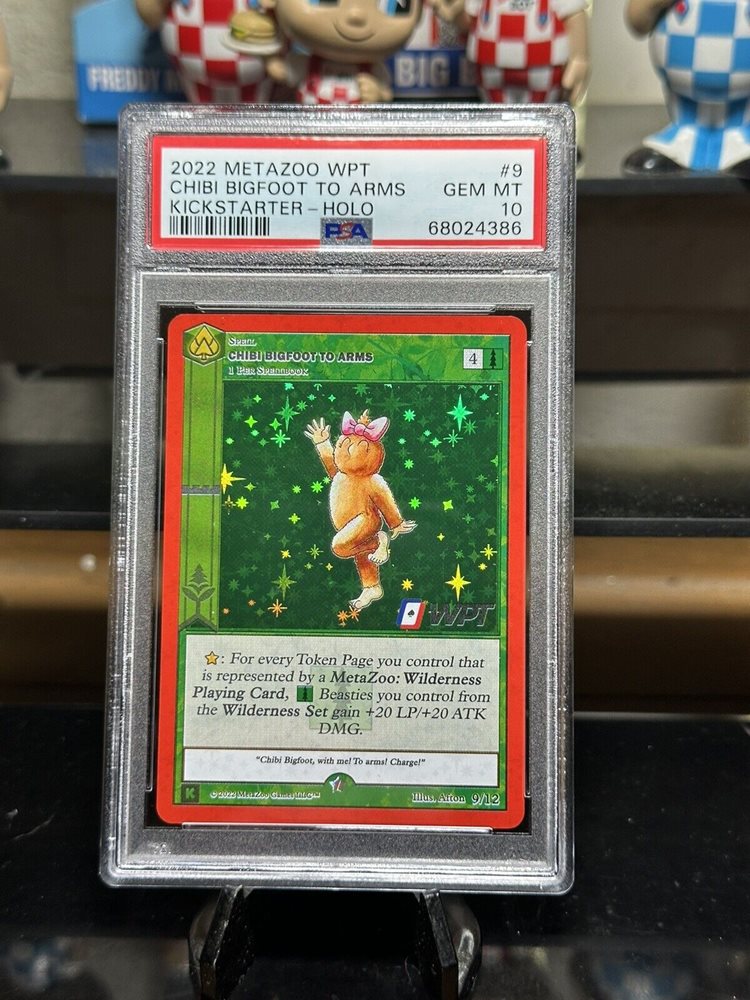 FREDDY
BIG
2022 METAZOO WPT #9
CHIBI BIGFOOT TO ARMS GEM MT
KICKSTARTER - HOLO 10
PSA 68024386
SPELL
CHIBI BIGFOOT TO ARMS
4
1 PER SPELLBOOK
WPT
: For every Token Page you control that
is represented by a MetaZoo: Wilderness
Playing Card, Beasties you control from
the Wilderness Set gain +20 LP/+20 ATK
DMG.
"Chibi Bigfoot, with me! To arms! Charge!"
K © 2022 MetaZoo Games LLC™ Illus. Arton 9/12